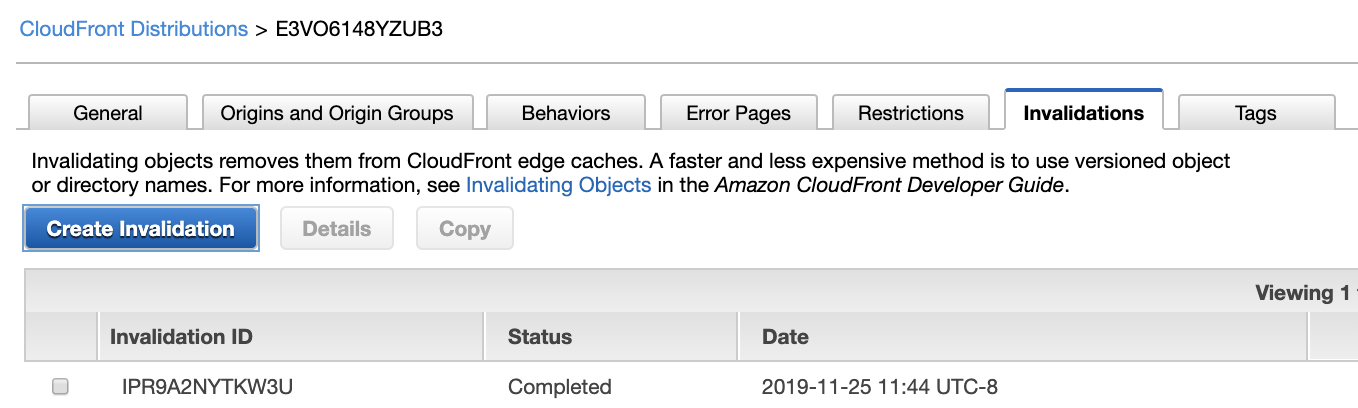 CloudFront Distributions > E3VO6148YZUB3
General Origins and Origin Groups Behaviors Error Pages Restrictions Invalidations Tags
Invalidating objects removes them from CloudFront edge caches. A faster and less expensive method is to use versioned object
or directory names. For more information, see Invalidating Objects in the Amazon CloudFront Developer Guide.
Create Invalidation Details Copy
Viewing 1
Invalidation ID Status Date
IPR9A2NYTKW3U Completed 2019-11-25 11:44 UTC-8